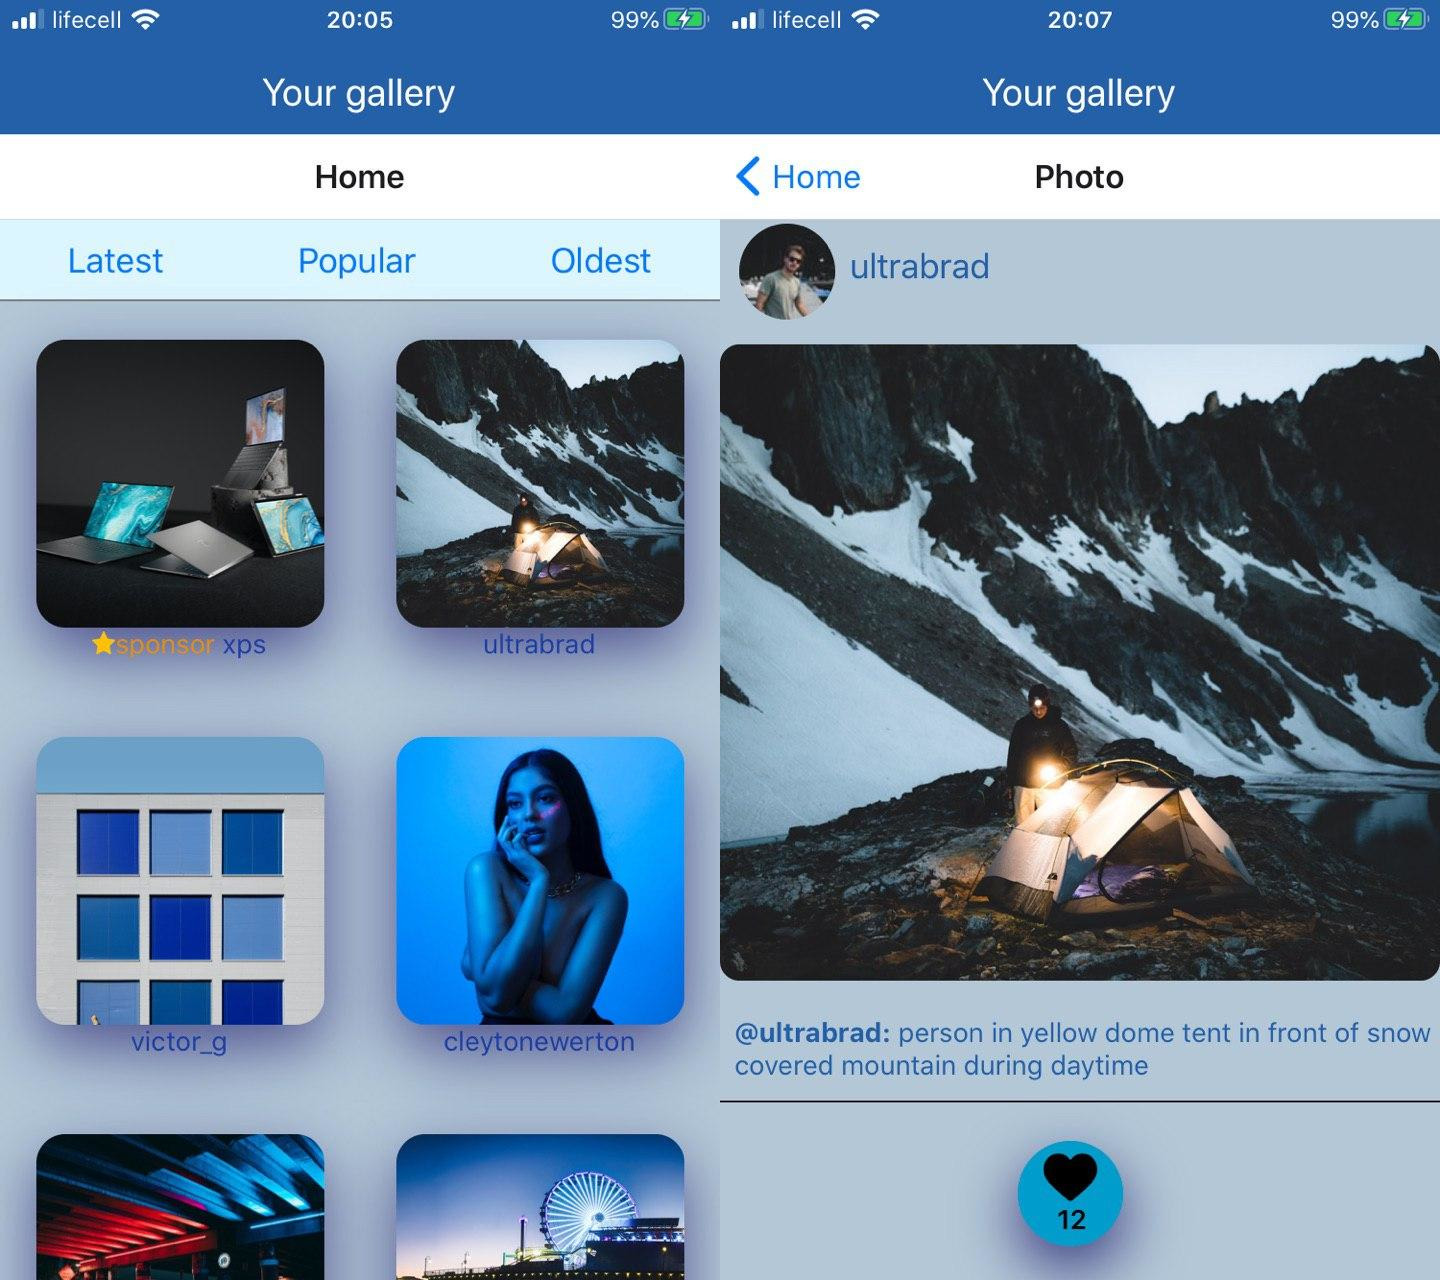 lifecell 20:05 99%
Your gallery
Home
Latest Popular Oldest
sponsor xps
ultrabrad
victor_g
cleytonewerton
lifecell 20:07 99%
Your gallery
Home Photo
ultrabrad
@ultrabrad: person in yellow dome tent in front of snow
covered mountain during daytime
12